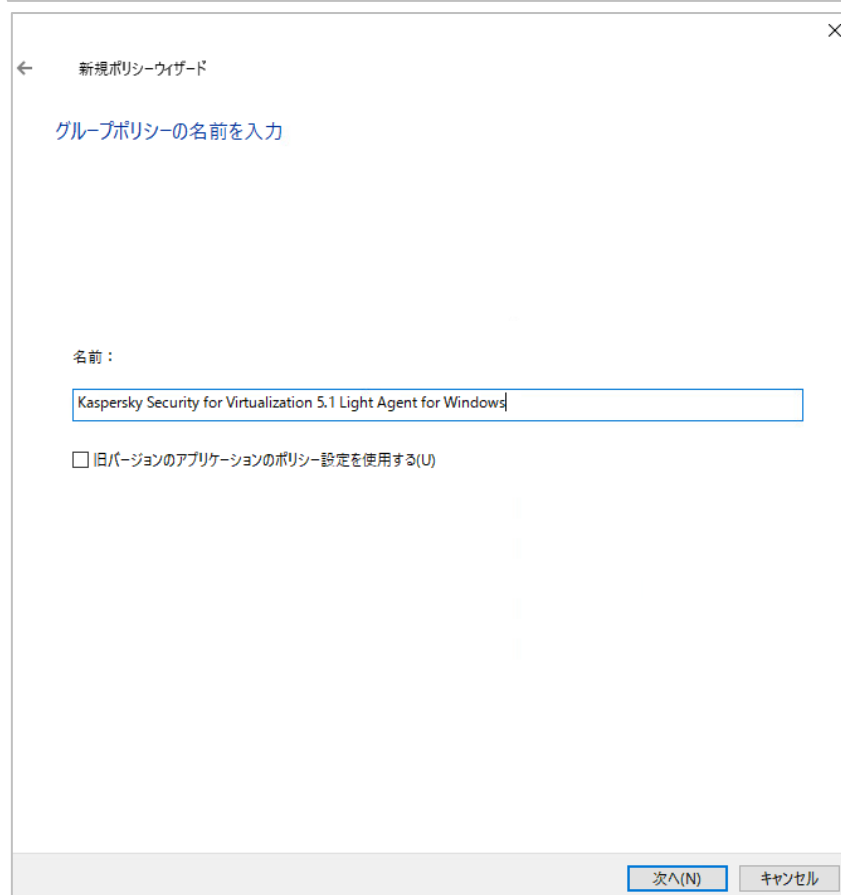 新規ポリシーウィザード
グループポリシーの名前を入力
名前：
Kaspersky Security for Virtualization 5.1 Light Agent for Windows
旧バージョンのアプリケーションのポリシー設定を使用する(U)
次へ(N)
キャンセル